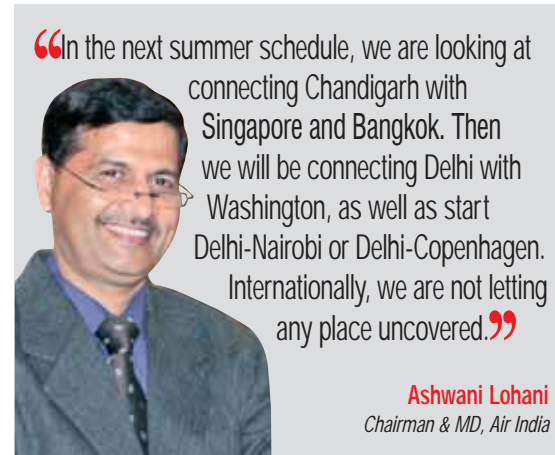 “In the next summer schedule, we are looking at
connecting Chandigarh with
Singapore and Bangkok. Then
we will be connecting Delhi with
Washington, as well as start
Delhi-Nairobi or Delhi-Copenhagen.
Internationally, we are not letting
any place uncovered.”
Ashwani Lohani
Chairman & MD, Air India